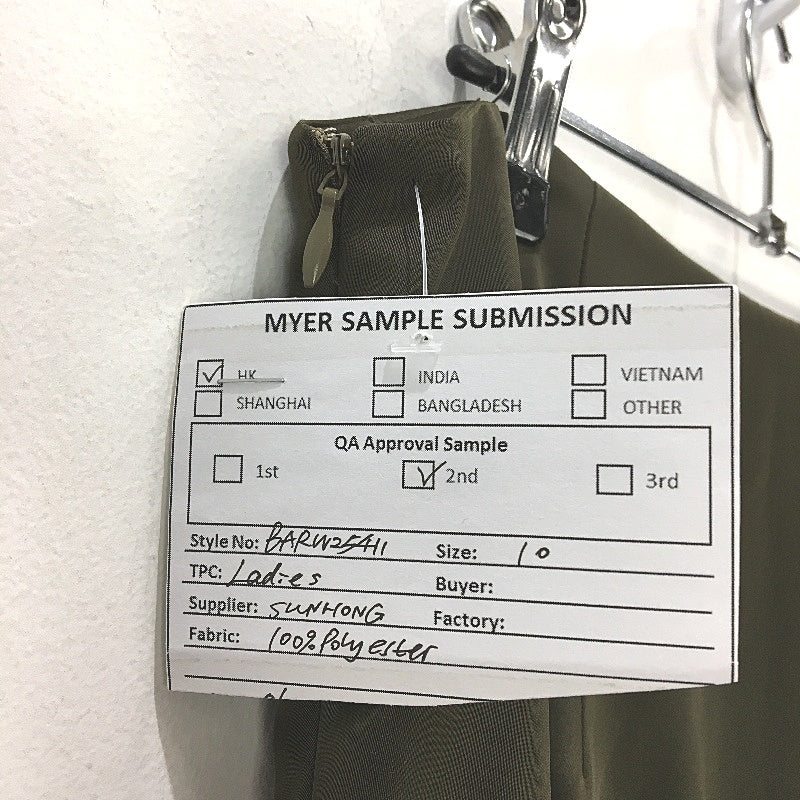 MYER SAMPLE SUBMISSION
HK INDIA VIETNAM
SHANGHAI BANGLADESH OTHER
QA Approval Sample
1st 2nd 3rd
Style No: BARW25411 Size: 10
TPC: Ladies Buyer:
Supplier: SUNHONG Factory:
Fabric: 100% Polyester